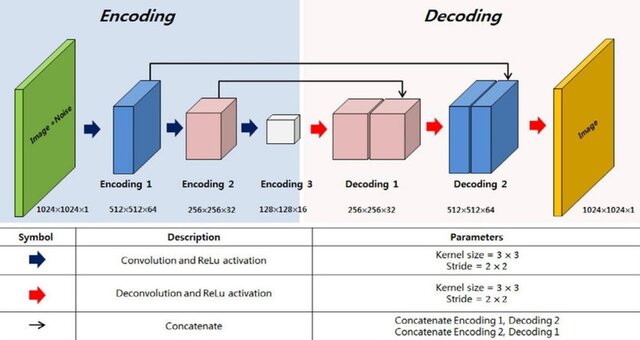 Encoding
Decoding
Image +Noise
Image
Encoding 1
Encoding 2
Encoding 3
Decoding 1
Decoding 2
1024×1024×1
512×512×64
256×256×32
128×128×16
256×256×32
512×512×64
1024×1024×1
Symbol
Description
Parameters
Convolution and ReLu activation
Kernel size = 3 × 3
Stride = 2 × 2
Deconvolution and ReLu activation
Kernel size = 3 × 3
Stride = 2 × 2
Concatenate
Concatenate Encoding 1, Decoding 2
Concatenate Encoding 2, Decoding 1